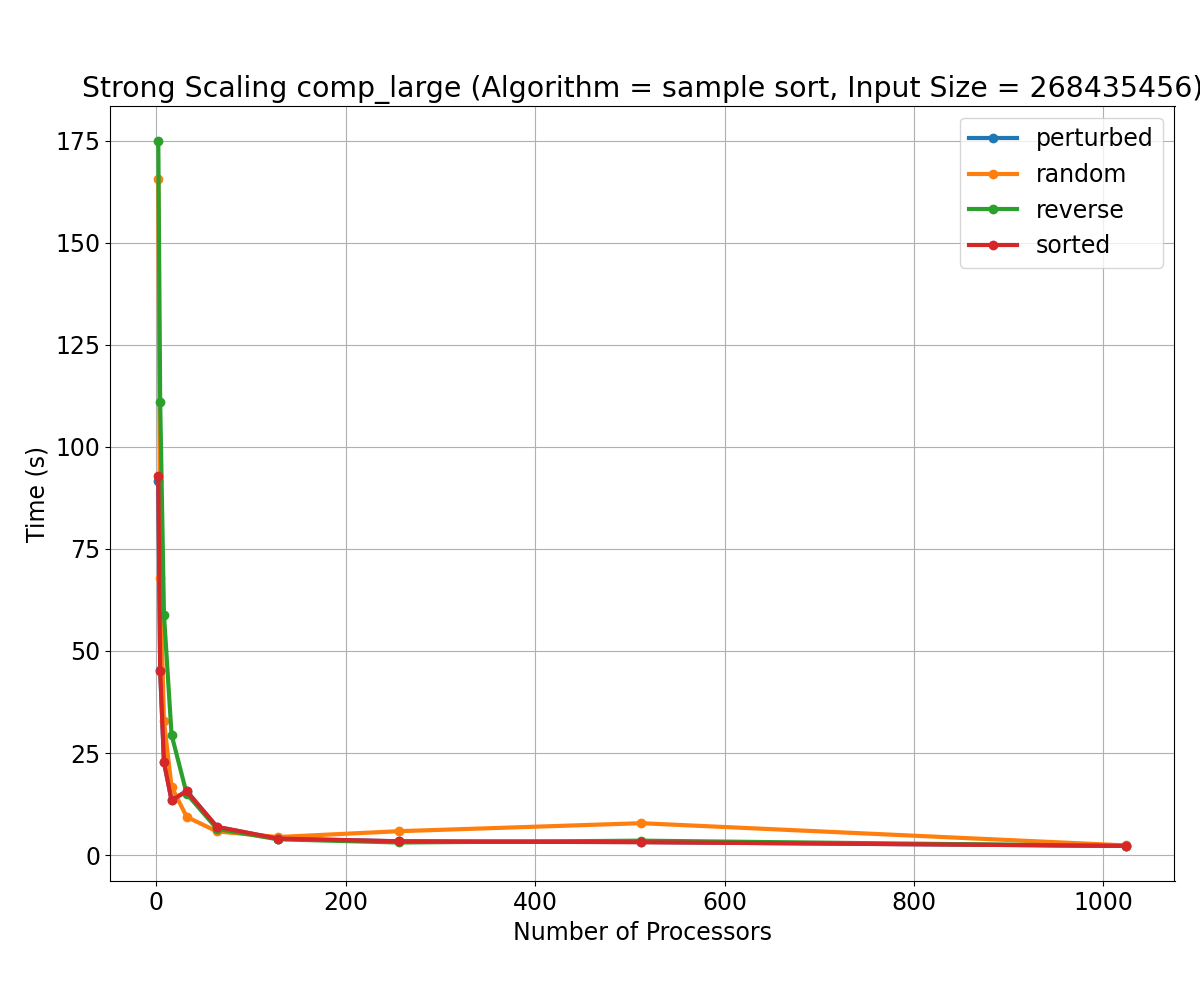 Strong Scaling comp_large (Algorithm = sample sort, Input Size = 268435456)
perturbed
random
reverse
sorted
Time (s)
175
150
125
100
75
50
25
0
0 200 400 600 800 1000
Number of Processors